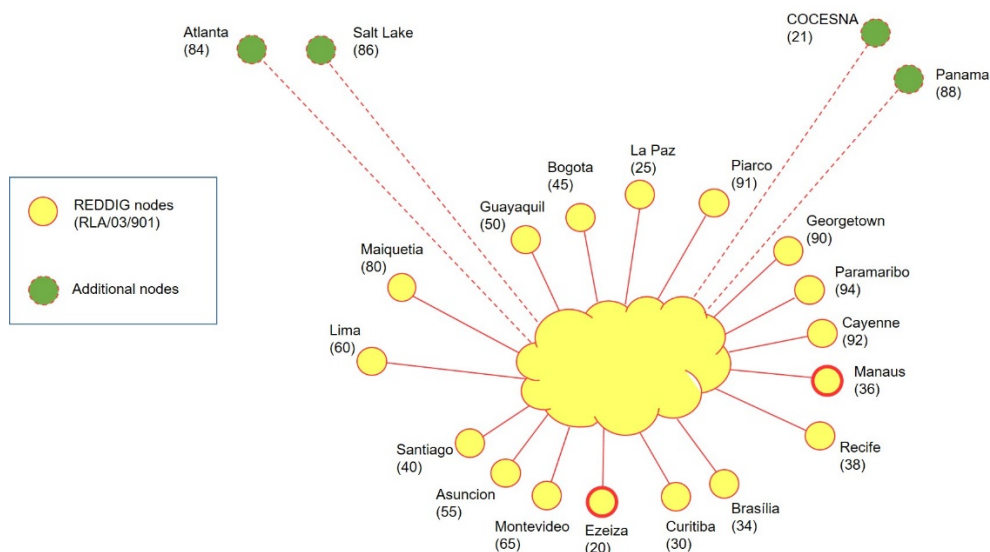 Atlanta
(84)
Salt Lake
(86)
COCESNA
(21)
Panama
(88)
La Paz
(25)
Bogota
(45)
Piarco
(91)
Guayaquil
(50)
REDDIG nodes
(RLA/03/901)
Georgetown
(90)
Maiquetia
(80)
Paramaribo
(94)
Additional nodes
Cayenne
(92)
Lima
(60)
Manaus
(36)
Santiago
(40)
Recife
(38)
Asuncion
(55)
Montevideo
(65)
Ezeiza
(20)
Curitiba
(30)
Brasília
(34)